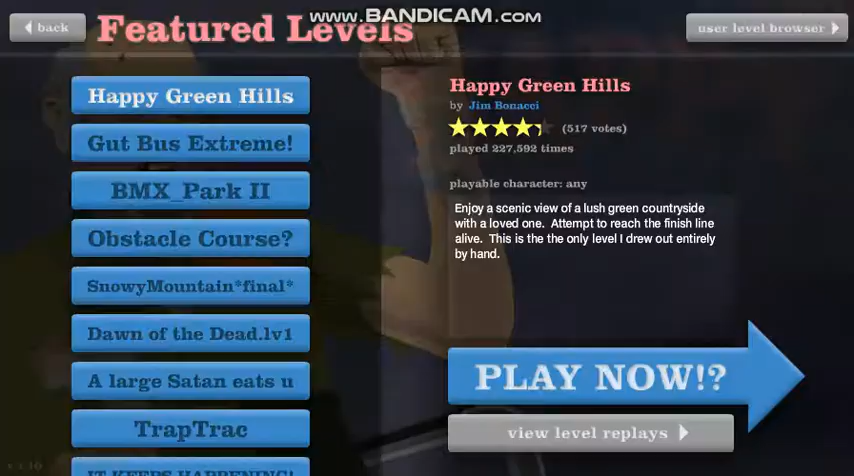 www.BANDICAM.com
back
Featured Levels
user level browser
Happy Green Hills
Gut Bus Extreme!
BMX_Park II
Obstacle Course?
SnowyMountain*final*
Dawn of the Dead.lv1
A large Satan eats u
TrapTrac
IT KEEPS HAPPENING!
Happy Green Hills
by Jim Bonacci
(517 votes)
played 227,592 times
playable character: any
Enjoy a scenic view of a lush green countryside
with a loved one. Attempt to reach the finish line
alive. This is the the only level I drew out entirely
by hand.
PLAY NOW!?
view level replays